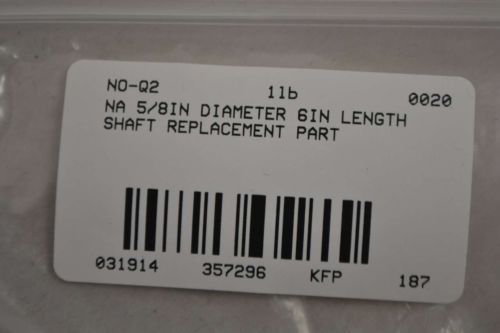 NO-Q2 11b 0020
NA 5/8IN DIAMETER 6IN LENGTH
SHAFT REPLACEMENT PART
031914 357296 KFP 187